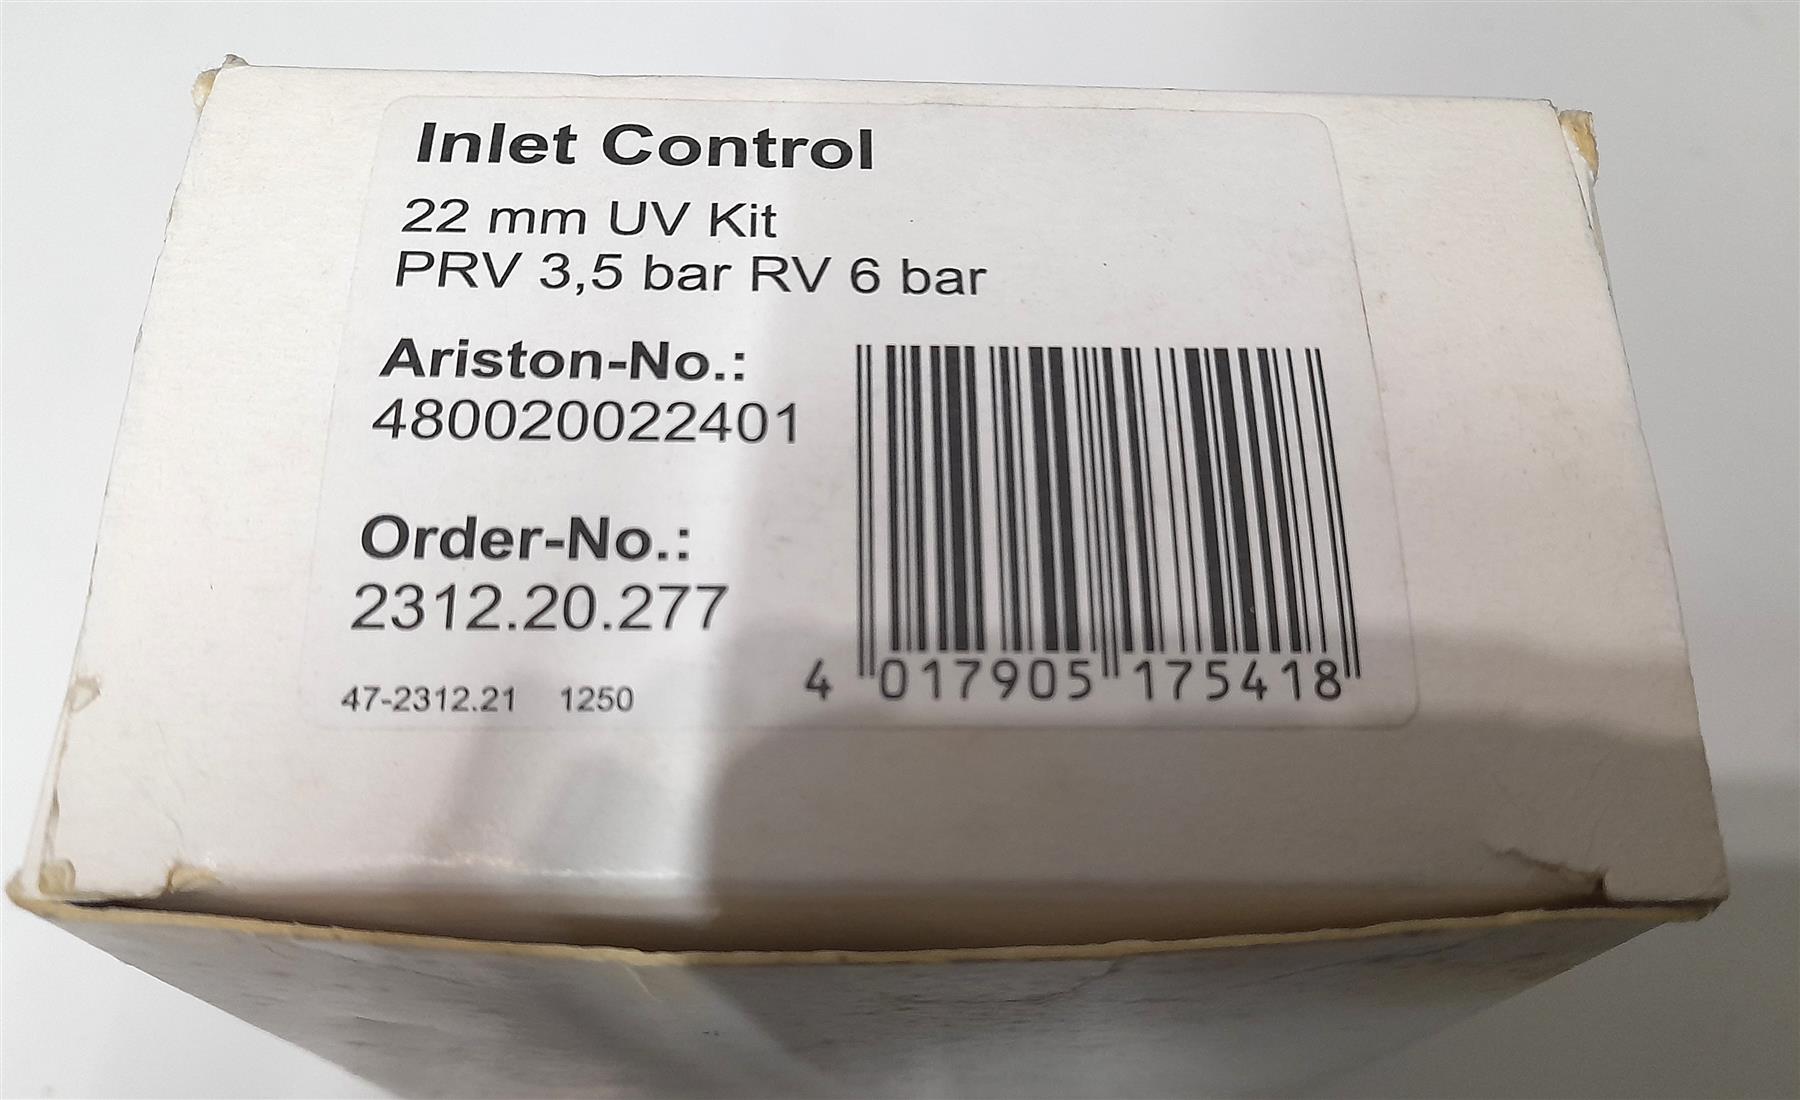 Inlet Control
22 mm UV Kit
PRV 3,5 bar RV 6 bar
Ariston-No.:
480020022401
Order-No.:
2312.20.277
47-2312.21 1250
4 017905 175418